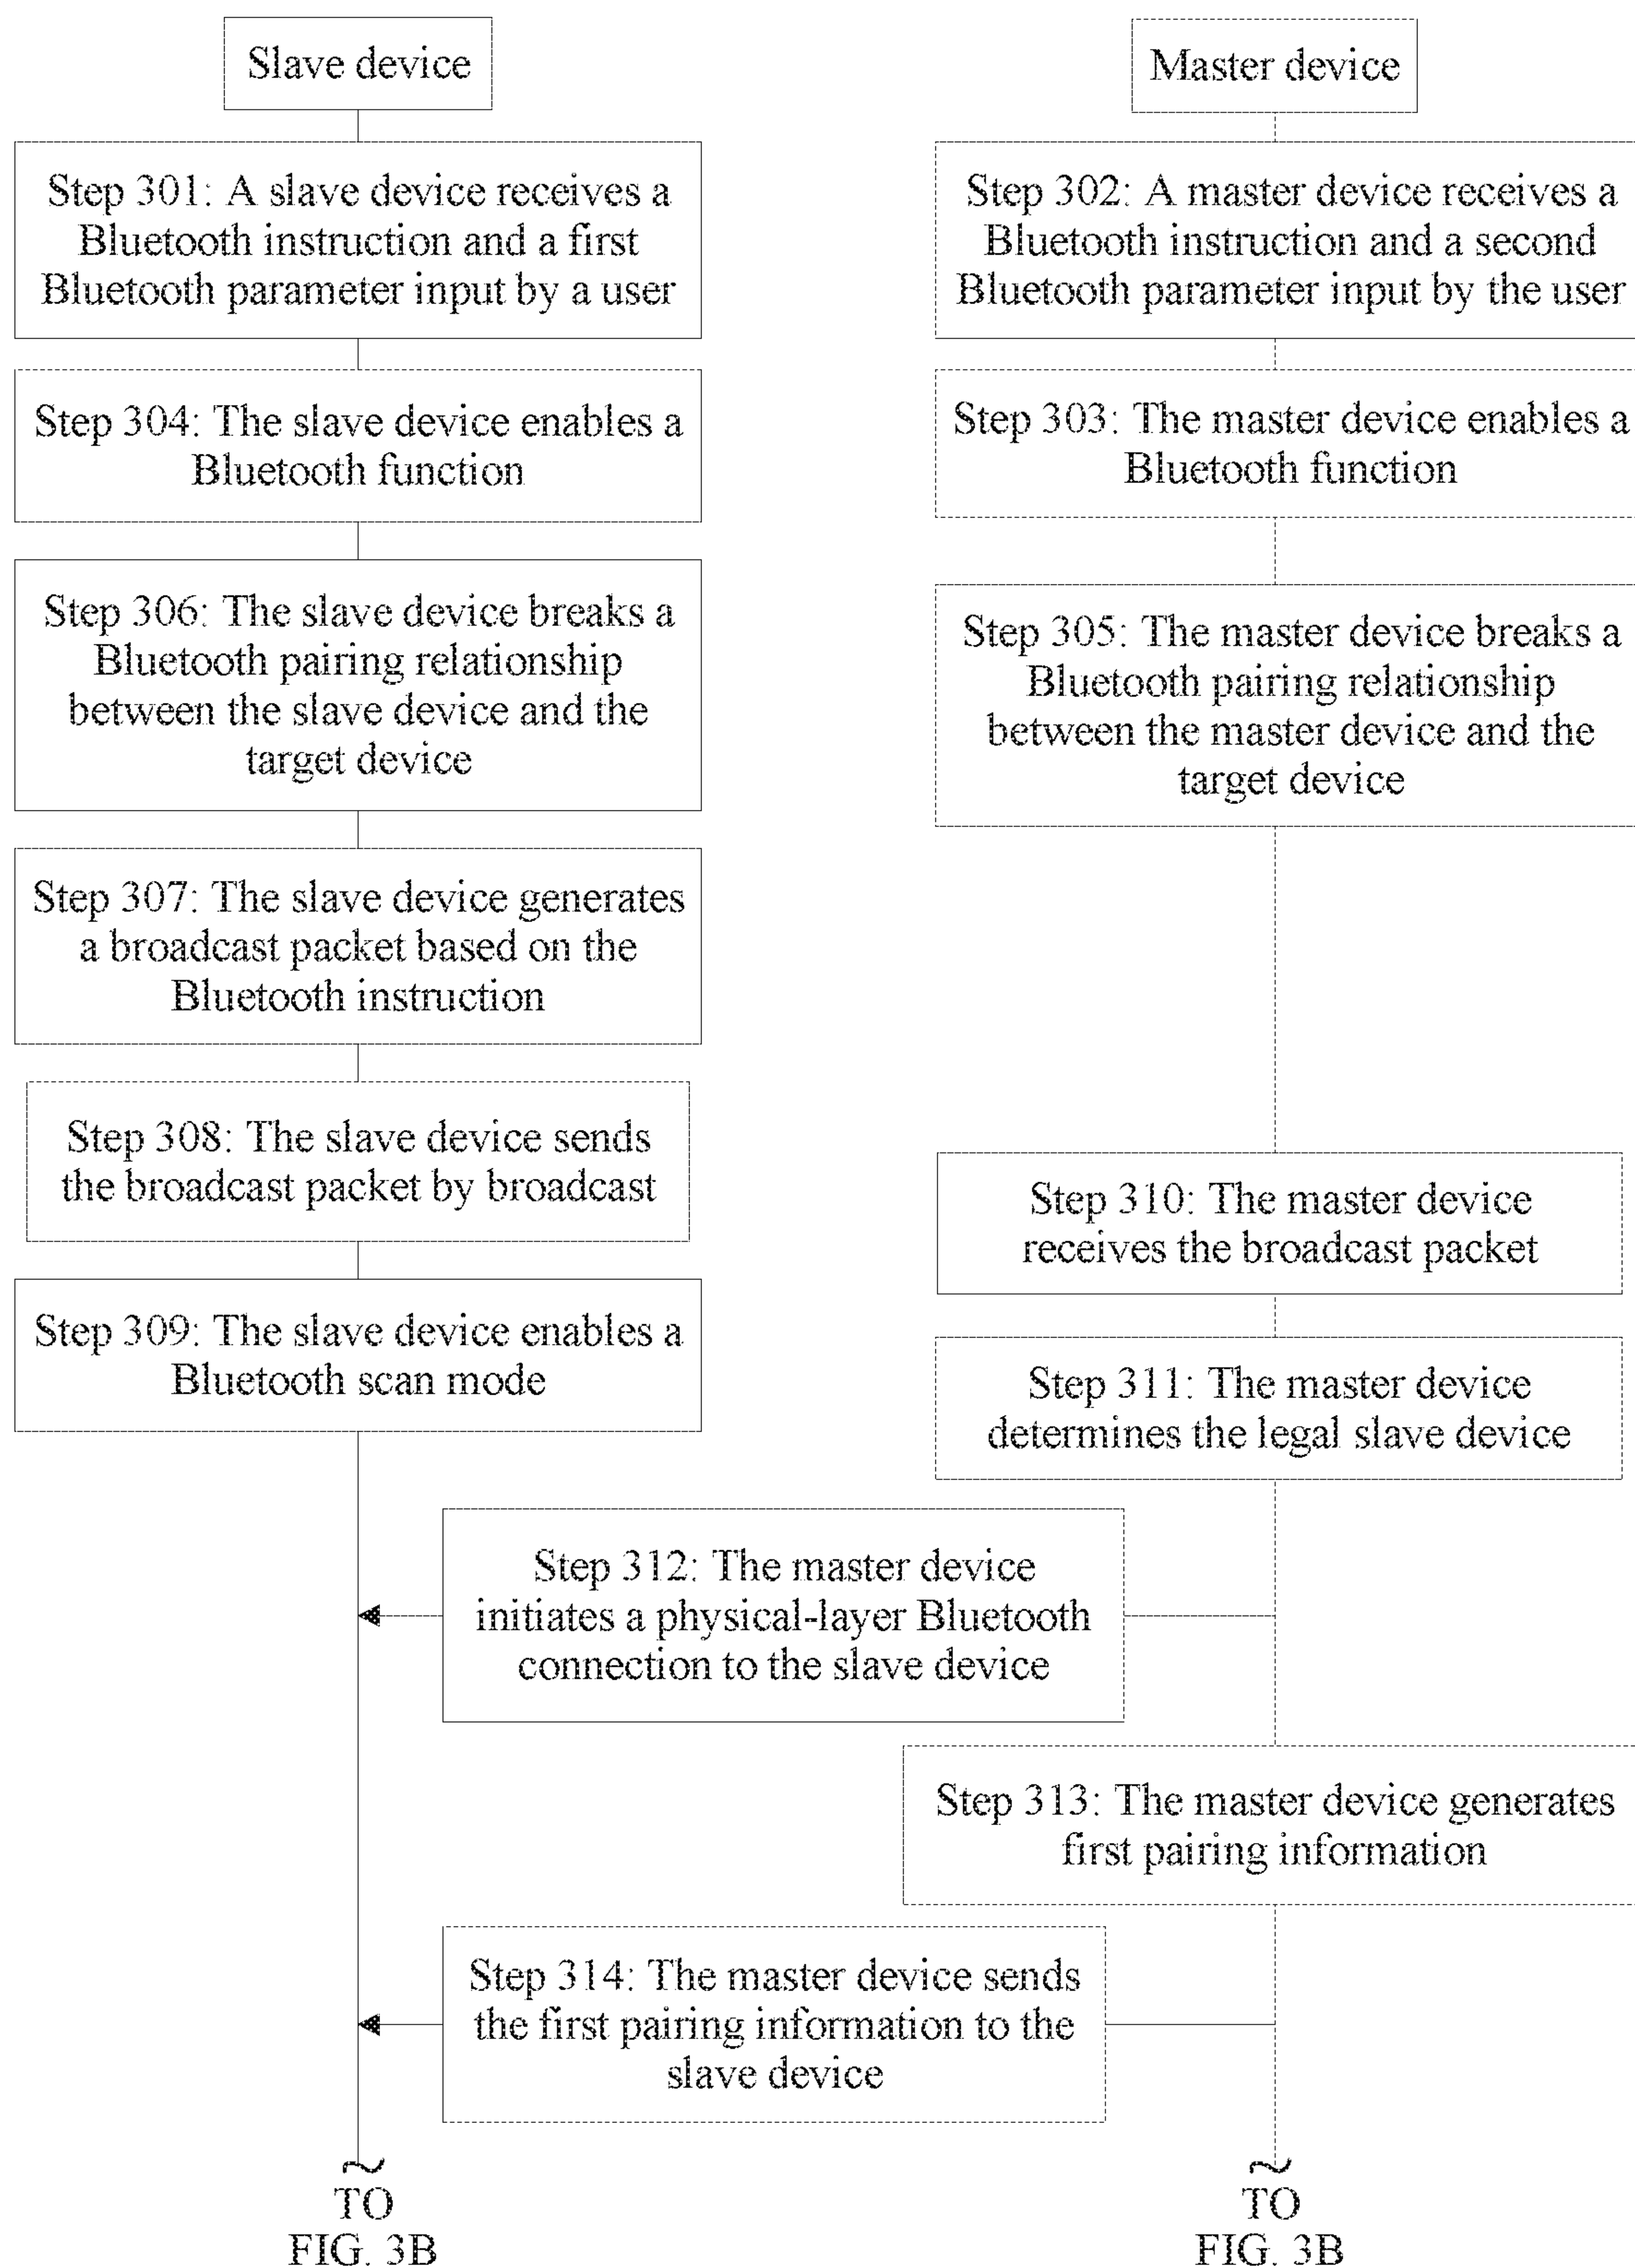 Slave device
Master device
Step 301: A slave device receives a
Bluetooth instruction and a first
Bluetooth parameter input by a user
Step 302: A master device receives a
Bluetooth instruction and a second
Bluetooth parameter input by the user
Step 304: The slave device enables a
Bluetooth function
Step 303: The master device enables a
Bluetooth function
Step 306: The slave device breaks a
Bluetooth pairing relationship
between the slave device and the
target device
Step 305: The master device breaks a
Bluetooth pairing relationship
between the master device and the
target device
Step 307: The slave device generates
a broadcast packet based on the
Bluetooth instruction
Step 308: The slave device sends
the broadcast packet by broadcast
Step 310: The master device
receives the broadcast packet
Step 309: The slave device enables a
Bluetooth scan mode
Step 311: The master device
determines the legal slave device
Step 312: The master device
initiates a physical-layer Bluetooth
connection to the slave device
Step 313: The master device generates
first pairing information
Step 314: The master device sends
the first pairing information to the
slave device
TO
FIG. 3B
TO
FIG. 3B